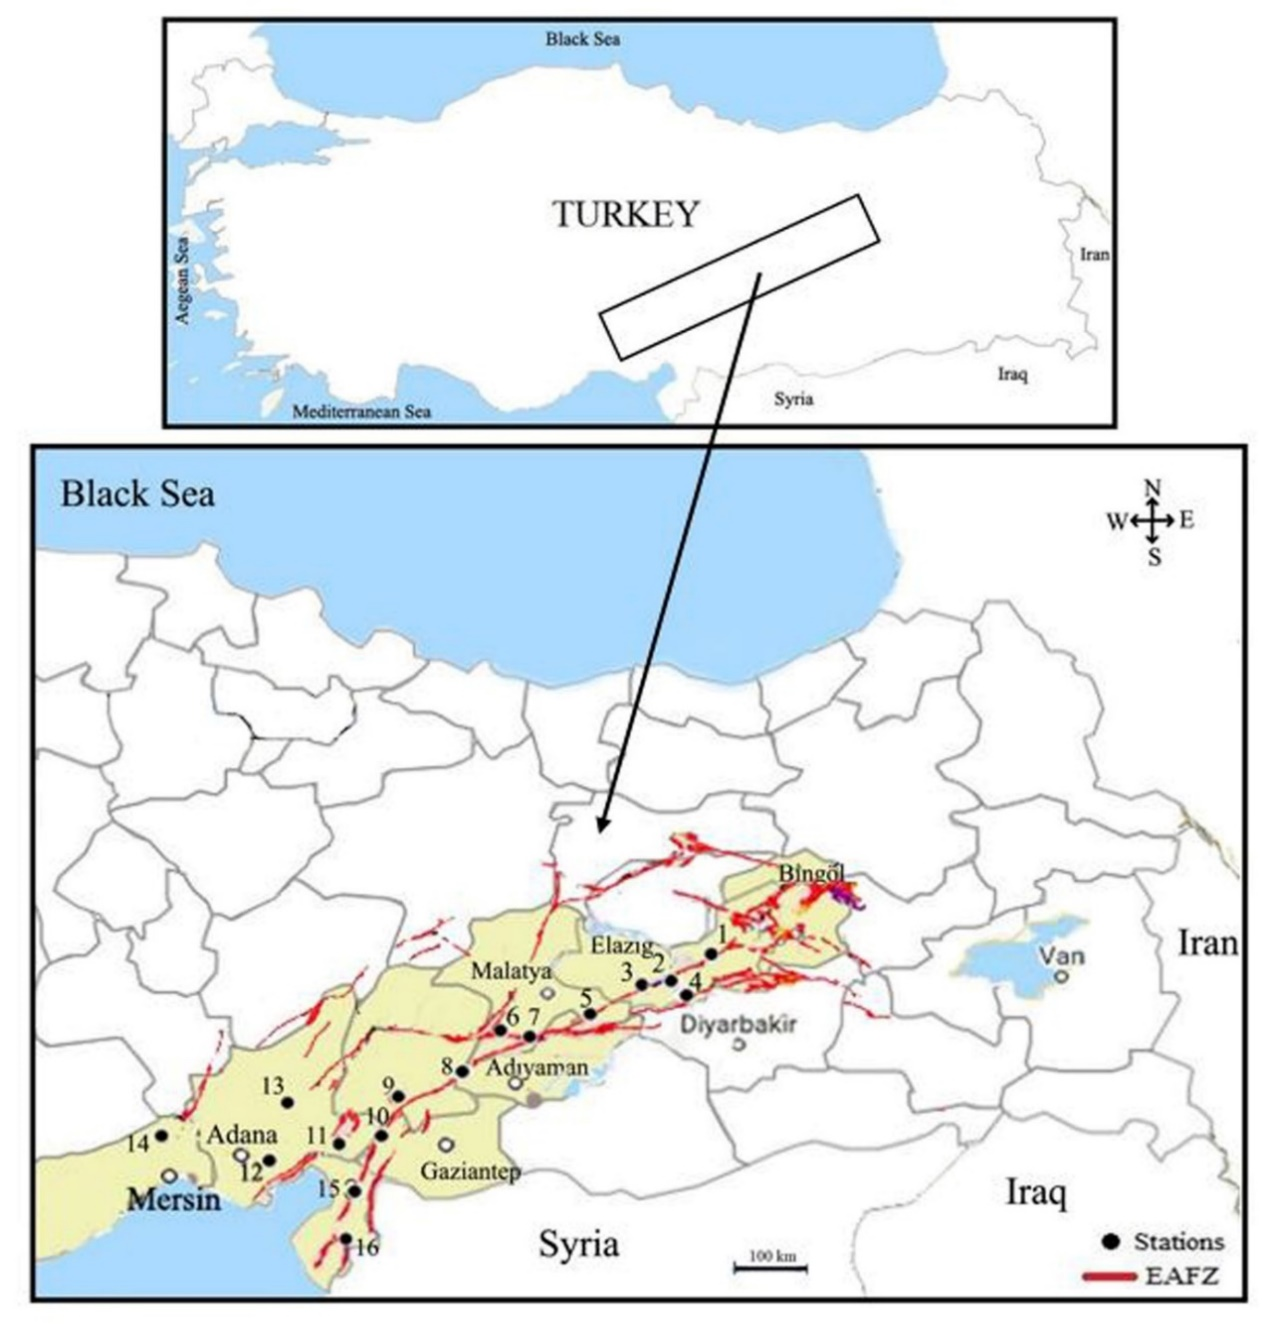 Black Sea
TURKEY
Aegean Sea
Iran
Iraq
Syria
Mediterranean Sea
Black Sea
N
W E
S
Bingöl
1
Elazıg
2
3
4
Iran
Van
Malatya
5
6 7
Diyarbakir
8
Adıyaman
9
13
10
14
Adana
11
12
Gaziantep
Mersin
15
Iraq
16
Syria
100 km
Stations
EAFZ